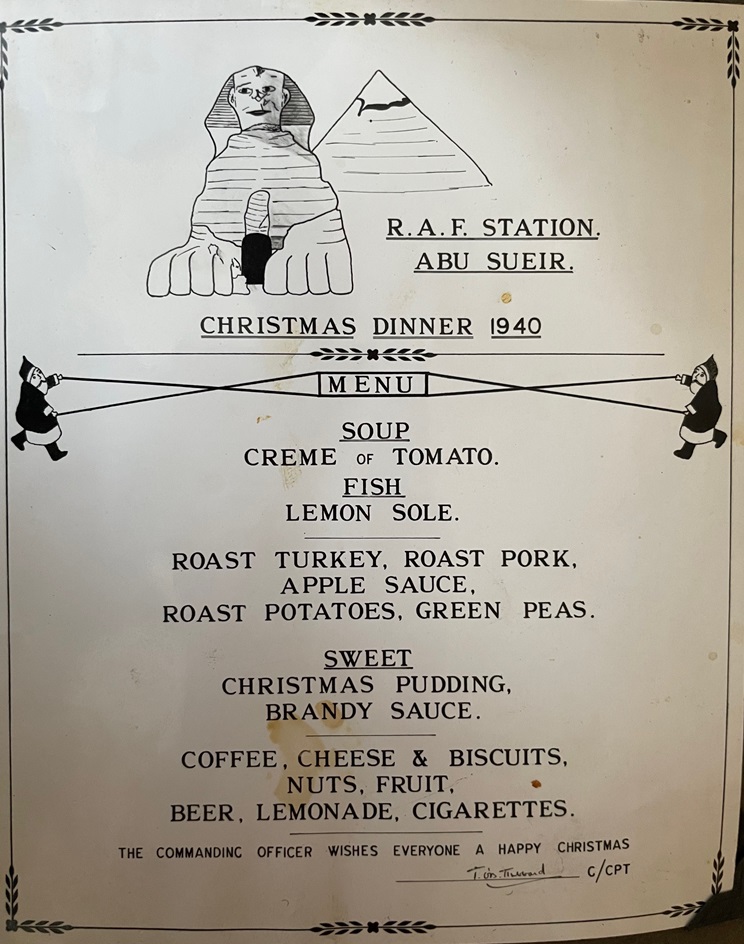 R.A.F. STATION.
ABU SUEIR.
CHRISTMAS DINNER 1940
MENU
SOUP
CREME OF TOMATO.
FISH
LEMON SOLE.
ROAST TURKEY, ROAST PORK,
APPLE SAUCE,
ROAST POTATOES, GREEN PEAS.
SWEET
CHRISTMAS PUDDING,
BRANDY SAUCE.
COFFEE, CHEESE & BISCUITS,
NUTS, FRUIT,
BEER, LEMONADE, CIGARETTES.
THE COMMANDING OFFICER WISHES EVERYONE A HAPPY CHRISTMAS
G/CPT